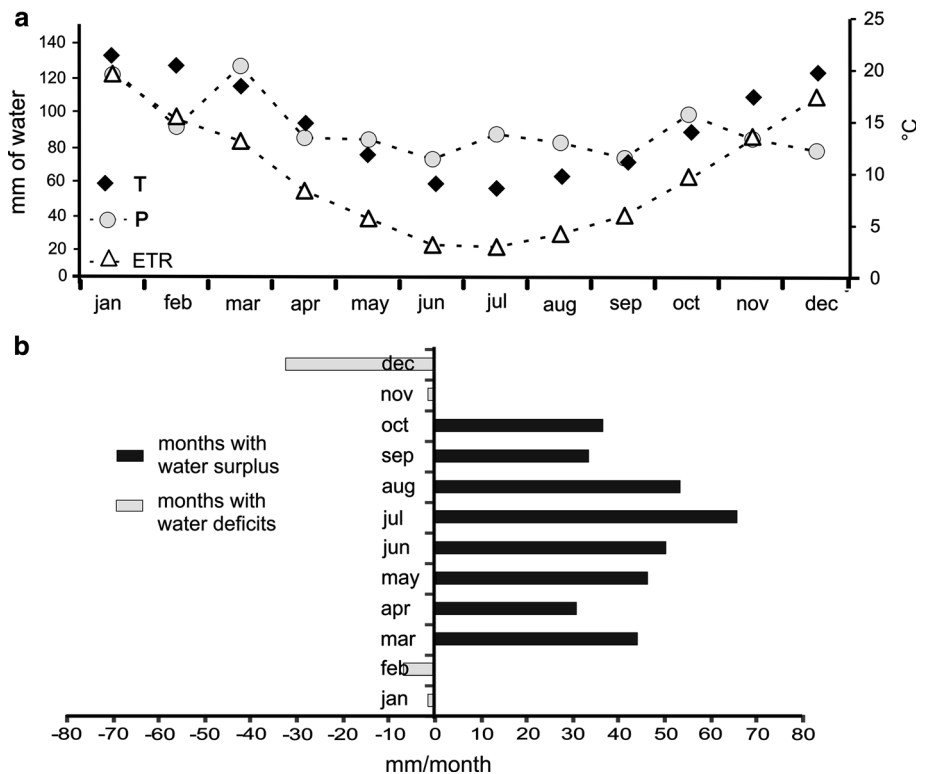 a
140
120
100
80
60
40
20
0
mm of water
25
20
15
10
5
0
°C
T
P
ETR
jan feb mar apr may jun jul aug sep oct nov dec
b
dec
nov
oct
sep
aug
jul
jun
may
apr
mar
feb
jan
months with
water surplus
months with
water deficits
-80 -70 -60 -50 -40 -30 -20 -10 0 10 20 30 40 50 60 70 80
mm/month